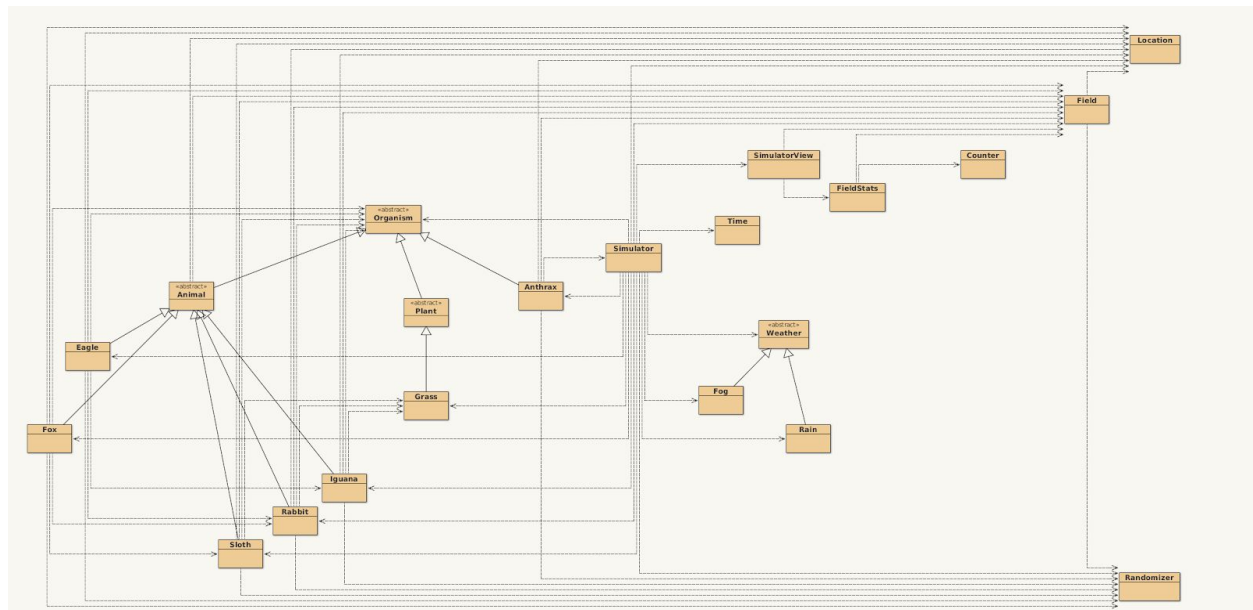 Location
Field
SimulatorView
Counter
FieldStats
«abstract»
Organism
Time
Simulator
«abstract»
Animal
Anthrax
«abstract»
Plant
«abstract»
Weather
Eagle
Fog
Grass
Fox
Rain
Iguana
Rabbit
Sloth
Randomizer